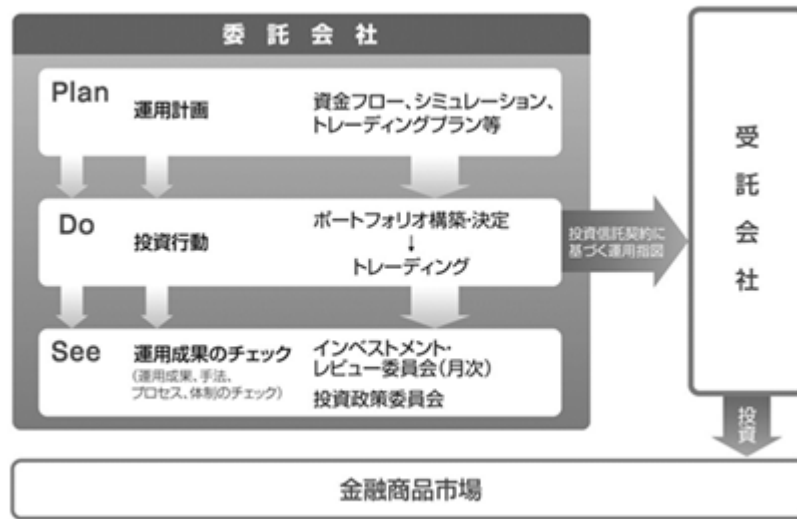 委託会社
Plan
運用計画
資金フロー、シミュレーション、
トレーディングプラン等
Do
投資行動
ポートフォリオ構築・決定
↓
トレーディング
投資信託契約に
基づく運用指図
See
運用成果のチェック
(運用成果、手法、
プロセス、体制のチェック)
インベストメント・
レビュー委員会(月次)
投資政策委員会
受託会社
投資
金融商品市場